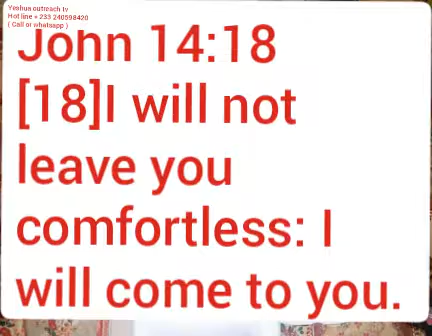 Yeshua outreach tv
Hot line + 233 240598420
( Call or whatsapp )
John 14:18
[18]I will not
leave you
comfortless: I
will come to you.